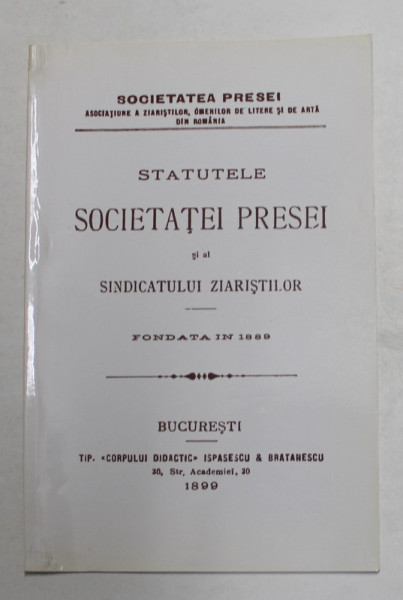 SOCIETATEA PRESEI
ASOCIAȚIUNE A ZIARIȘTILOR, ÓMENILOR DE LITERE ȘI DE ARTĂ
DIN ROMÂNIA
STATUTELE
SOCIETAȚEI PRESEI
și al
SINDICATULUI ZIARIȘTILOR
FONDATA IN 1889
BUCUREȘTI
TIP. «CORPULUI DIDACTIC» ISPASESCU & BRATANESCU
30, Str. Academiei, 30
1899